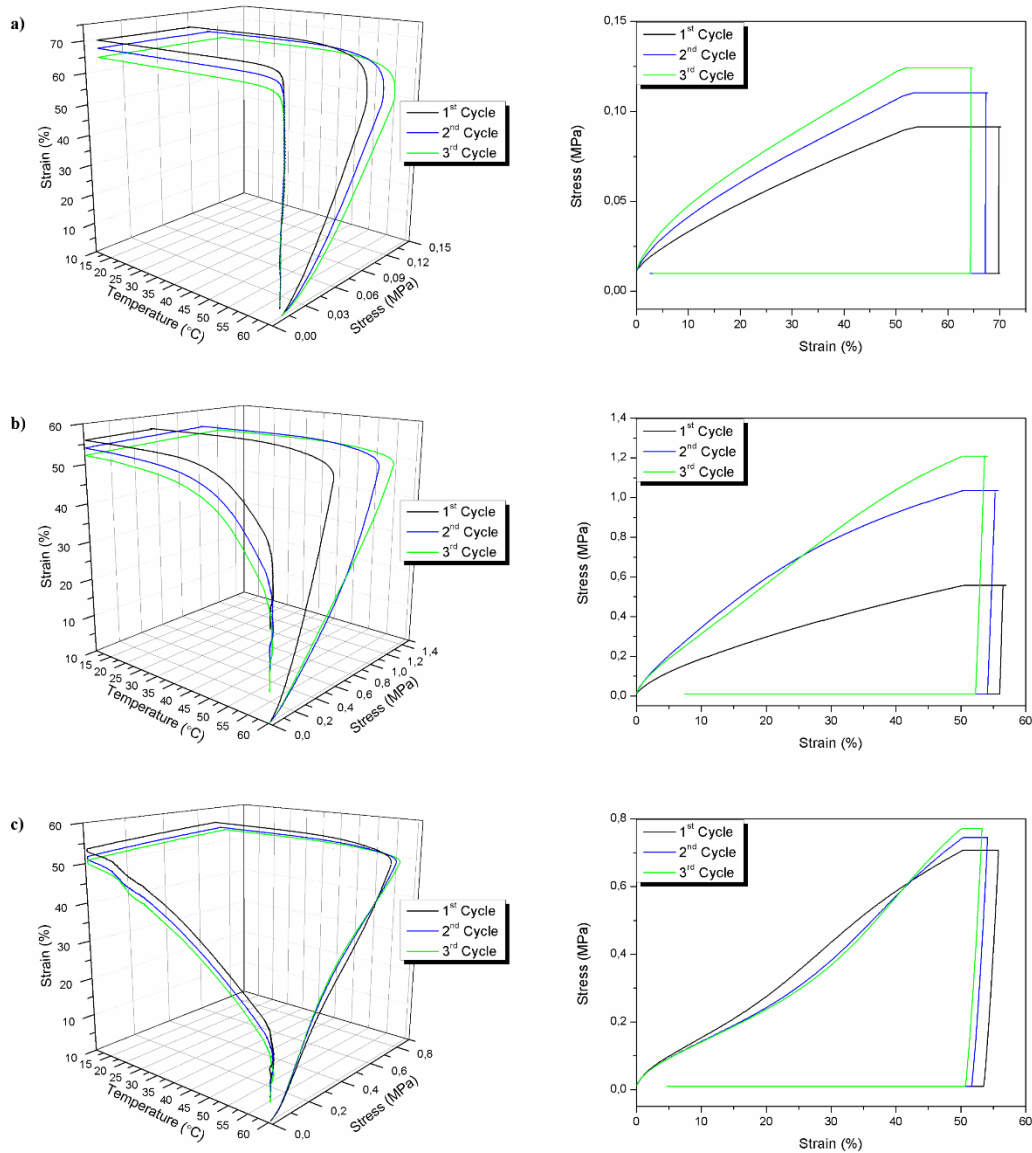 a)
70
60
50
40
30
20
10
Strain (%)
10
15
20
25
30
35
40
45
50
55
60
Temperature (°C)
0,00
0,03
0,06
0,09
0,12
0,15
Stress (MPa)
1st Cycle
2nd Cycle
3rd Cycle
0,15
0,10
0,05
0,00
Stress (MPa)
1st Cycle
2nd Cycle
3rd Cycle
0 10 20 30 40 50 60 70
Strain (%)
b)
60
50
40
30
20
10
Strain (%)
10
15
20
25
30
35
40
45
50
55
60
Temperature (°C)
0,0
0,2
0,4
0,6
0,8
1,0
1,2
1,4
Stress (MPa)
1st Cycle
2nd Cycle
3rd Cycle
1,4
1,2
1,0
0,8
0,6
0,4
0,2
0,0
Stress (MPa)
1st Cycle
2nd Cycle
3rd Cycle
0 10 20 30 40 50 60
Strain (%)
c)
60
50
40
30
20
10
Strain (%)
10
15
20
25
30
35
40
45
50
55
60
Temperature (°C)
0,0
0,2
0,4
0,6
0,8
Stress (MPa)
1st Cycle
2nd Cycle
3rd Cycle
0,8
0,6
0,4
0,2
0,0
Stress (MPa)
1st Cycle
2nd Cycle
3rd Cycle
0 10 20 30 40 50 60
Strain (%)